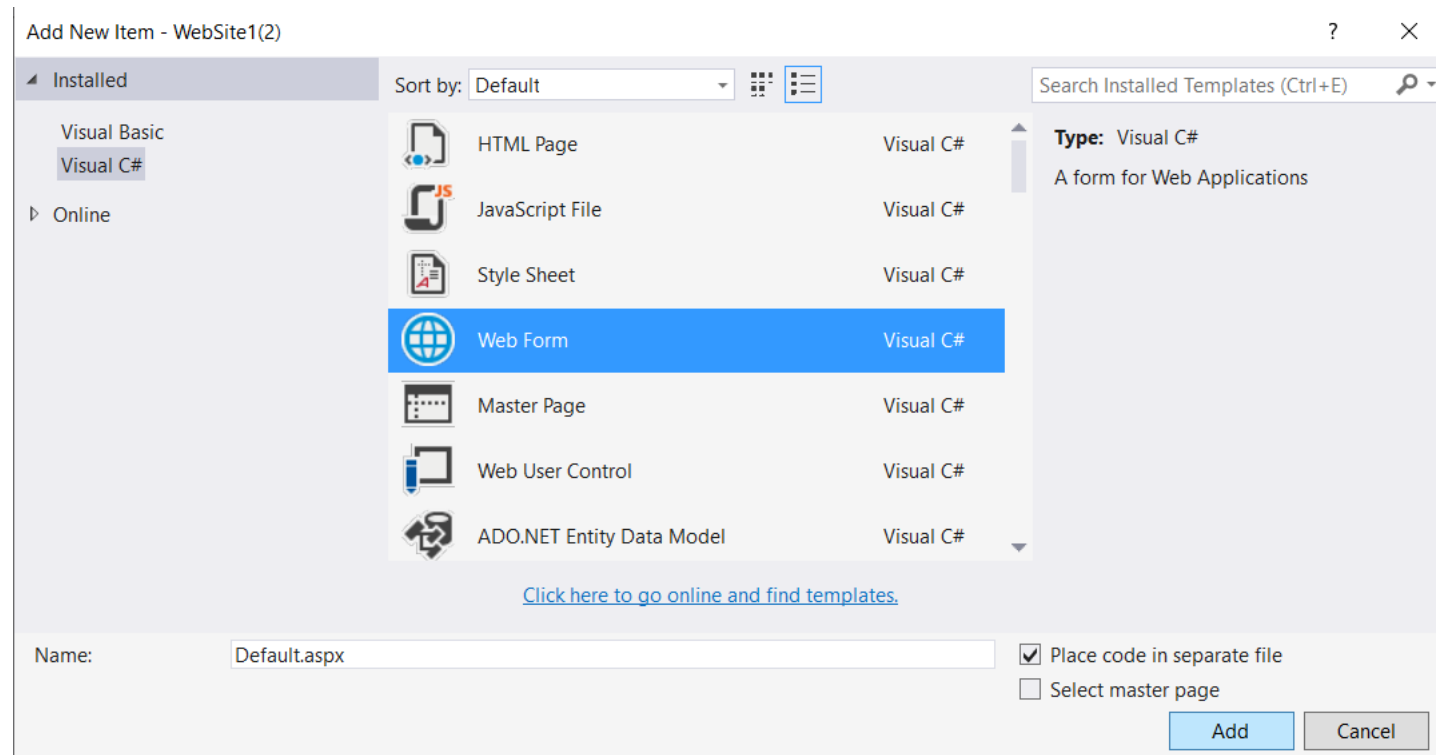 Add New Item - WebSite1(2)
?
Installed
Visual Basic
Visual C#
Online
Sort by: Default
Search Installed Templates (Ctrl+E)
HTML Page Visual C#
JS
JavaScript File Visual C#
Style Sheet Visual C#
A
Web Form Visual C#
Master Page Visual C#
Web User Control Visual C#
ADO.NET Entity Data Model Visual C#
Type: Visual C#
A form for Web Applications
Click here to go online and find templates.
Name: Default.aspx
Place code in separate file
Select master page
Add Cancel